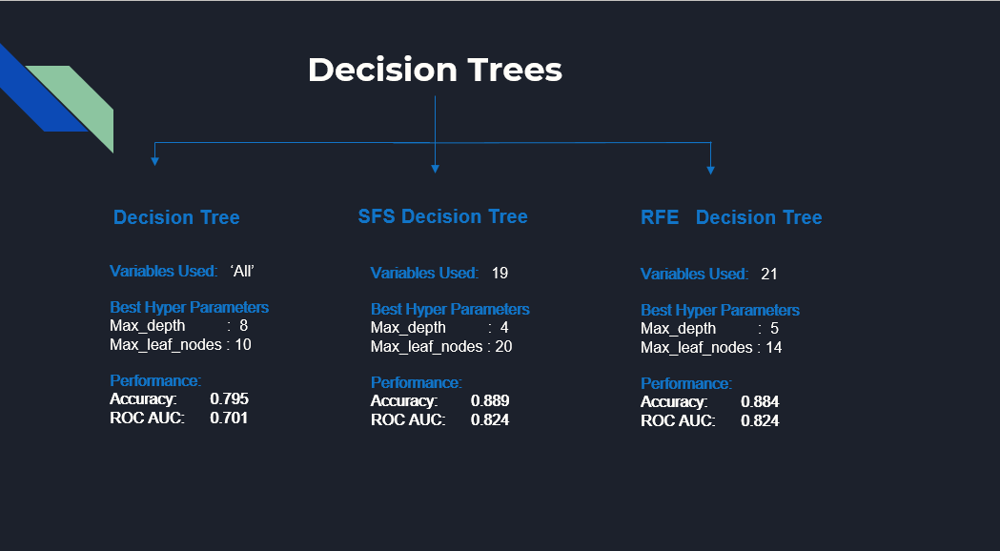 Decision Trees
Decision Tree
Variables Used: ‘All’
Best Hyper Parameters
Max_depth : 8
Max_leaf_nodes : 10
Performance:
Accuracy: 0.795
ROC AUC: 0.701
SFS Decision Tree
Variables Used: 19
Best Hyper Parameters
Max_depth : 4
Max_leaf_nodes : 20
Performance:
Accuracy: 0.889
ROC AUC: 0.824
RFE Decision Tree
Variables Used: 21
Best Hyper Parameters
Max_depth : 5
Max_leaf_nodes : 14
Performance:
Accuracy: 0.884
ROC AUC: 0.824